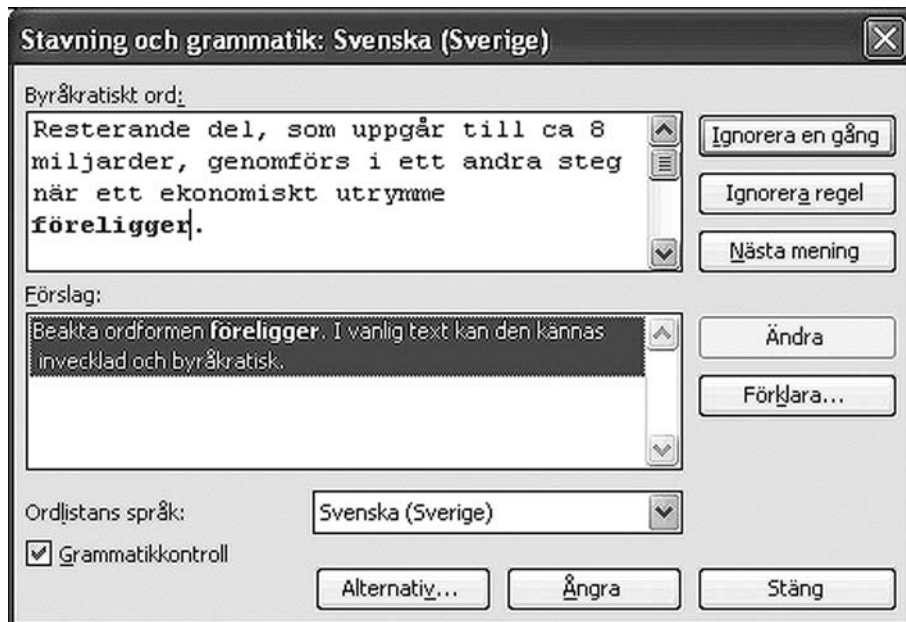 Stavning och grammatik: Svenska (Sverige)
Byråkratiskt ord:
Resterande del, som uppgår till ca 8
miljarder, genomförs i ett andra steg
när ett ekonomiskt utrymme
föreligger.
Ignorera en gång
Ignorera regel
Nästa mening
Förslag:
Beakta ordformen föreligger. I vanlig text kan den kännas
invecklad och byråkratisk.
Ändra
Förklara...
Ordlistans språk:
Svenska (Sverige)
Grammatikkontroll
Alternativ...
Ångra
Stäng